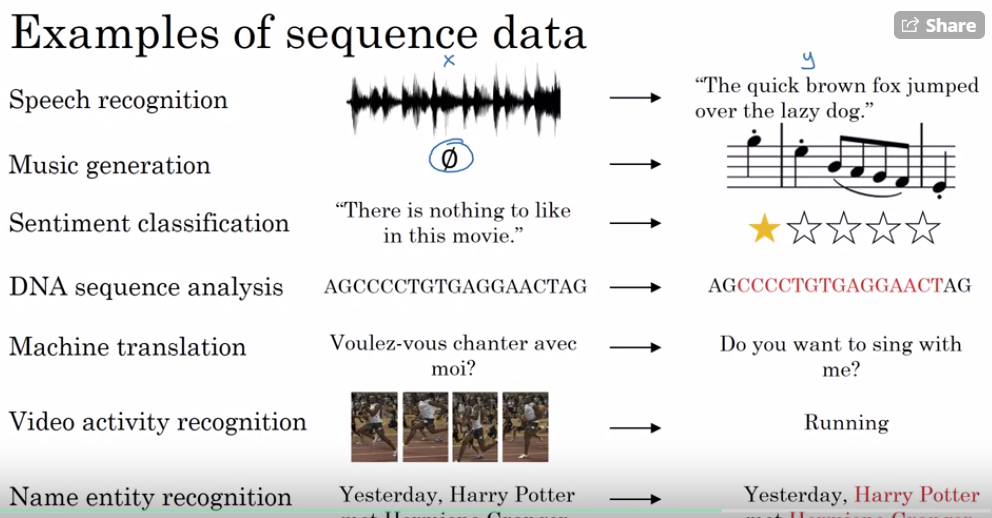 Examples of sequence data
Share
x
y
Speech recognition
“The quick brown fox jumped
over the lazy dog.”
Music generation
∅
Sentiment classification
“There is nothing to like
in this movie.”
DNA sequence analysis
AGCCCCTGTGAGGAACTAG
AGCCCCTGTGAGGAACTAG
Machine translation
Voulez-vous chanter avec
moi?
Do you want to sing with
me?
Video activity recognition
Running
Name entity recognition
Yesterday, Harry Potter
Yesterday, Harry Potter